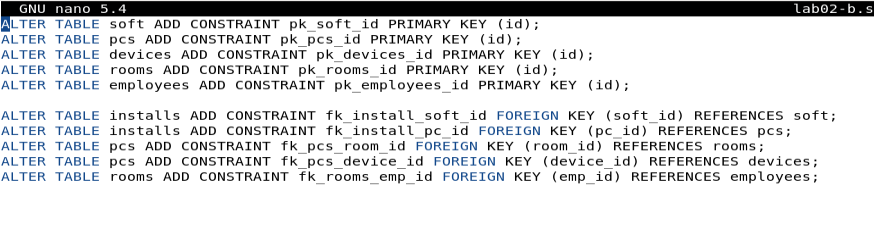 GNU nano 5.4 lab02-b.s
ALTER TABLE soft ADD CONSTRAINT pk_soft_id PRIMARY KEY (id);
ALTER TABLE pcs ADD CONSTRAINT pk_pcs_id PRIMARY KEY (id);
ALTER TABLE devices ADD CONSTRAINT pk_devices_id PRIMARY KEY (id);
ALTER TABLE rooms ADD CONSTRAINT pk_rooms_id PRIMARY KEY (id);
ALTER TABLE employees ADD CONSTRAINT pk_employees_id PRIMARY KEY (id);
ALTER TABLE installs ADD CONSTRAINT fk_install_soft_id FOREIGN KEY (soft_id) REFERENCES soft;
ALTER TABLE installs ADD CONSTRAINT fk_install_pc_id FOREIGN KEY (pc_id) REFERENCES pcs;
ALTER TABLE pcs ADD CONSTRAINT fk_pcs_room_id FOREIGN KEY (room_id) REFERENCES rooms;
ALTER TABLE pcs ADD CONSTRAINT fk_pcs_device_id FOREIGN KEY (device_id) REFERENCES devices;
ALTER TABLE rooms ADD CONSTRAINT fk_rooms_emp_id FOREIGN KEY (emp_id) REFERENCES employees;